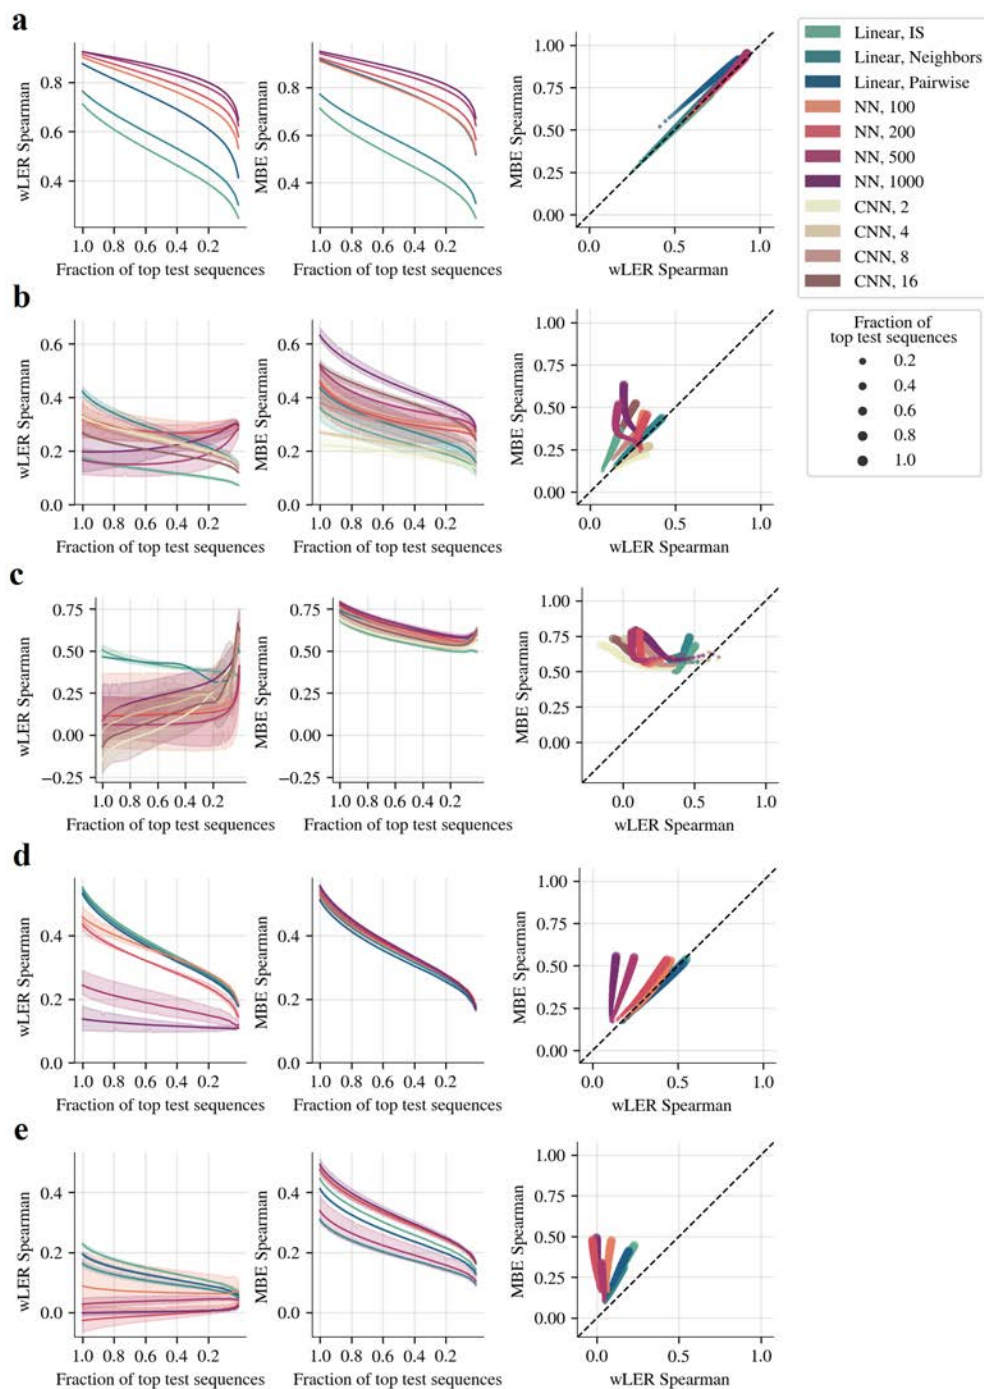 a
wLER Spearman
0.8
0.6
0.4
1.0 0.8 0.6 0.4 0.2
Fraction of top test sequences
MBE Spearman
0.8
0.6
0.4
1.0 0.8 0.6 0.4 0.2
Fraction of top test sequences
MBE Spearman
1.00
0.75
0.50
0.25
0.00
0.0 0.5 1.0
wLER Spearman
Linear, IS
Linear, Neighbors
Linear, Pairwise
NN, 100
NN, 200
NN, 500
NN, 1000
CNN, 2
CNN, 4
CNN, 8
CNN, 16
Fraction of
top test sequences
0.2
0.4
0.6
0.8
1.0
b
wLER Spearman
0.6
0.4
0.2
0.0
1.0 0.8 0.6 0.4 0.2
Fraction of top test sequences
MBE Spearman
0.6
0.4
0.2
0.0
1.0 0.8 0.6 0.4 0.2
Fraction of top test sequences
MBE Spearman
1.00
0.75
0.50
0.25
0.00
0.0 0.5 1.0
wLER Spearman
c
wLER Spearman
0.75
0.50
0.25
0.00
−0.25
1.0 0.8 0.6 0.4 0.2
Fraction of top test sequences
MBE Spearman
0.75
0.50
0.25
0.00
−0.25
1.0 0.8 0.6 0.4 0.2
Fraction of top test sequences
MBE Spearman
1.00
0.75
0.50
0.25
0.00
0.0 0.5 1.0
wLER Spearman
d
wLER Spearman
0.4
0.2
0.0
1.0 0.8 0.6 0.4 0.2
Fraction of top test sequences
MBE Spearman
0.4
0.2
0.0
1.0 0.8 0.6 0.4 0.2
Fraction of top test sequences
MBE Spearman
1.00
0.75
0.50
0.25
0.00
0.0 0.5 1.0
wLER Spearman
e
wLER Spearman
0.4
0.2
0.0
1.0 0.8 0.6 0.4 0.2
Fraction of top test sequences
MBE Spearman
0.4
0.2
0.0
1.0 0.8 0.6 0.4 0.2
Fraction of top test sequences
MBE Spearman
1.00
0.75
0.50
0.25
0.00
0.0 0.5 1.0
wLER Spearman